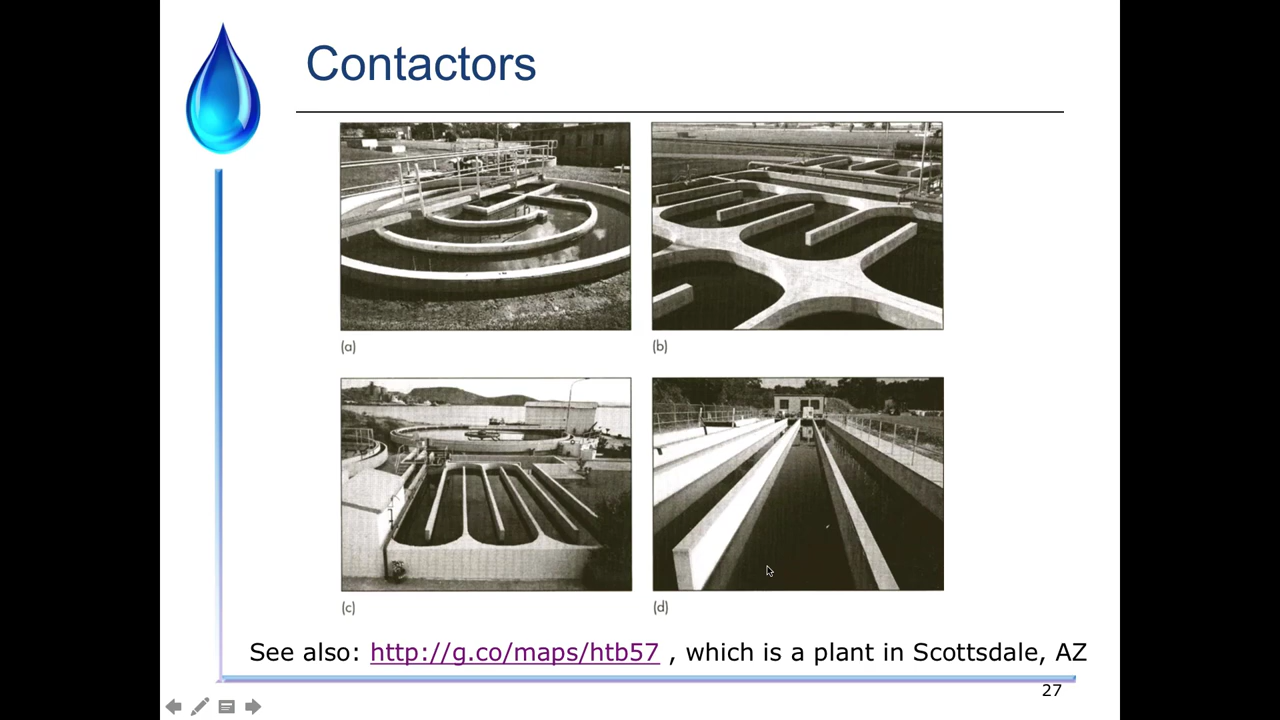 Contactors
(a)
(b)
(c)
(d)
See also: http://g.co/maps/htb57 , which is a plant in Scottsdale, AZ
27